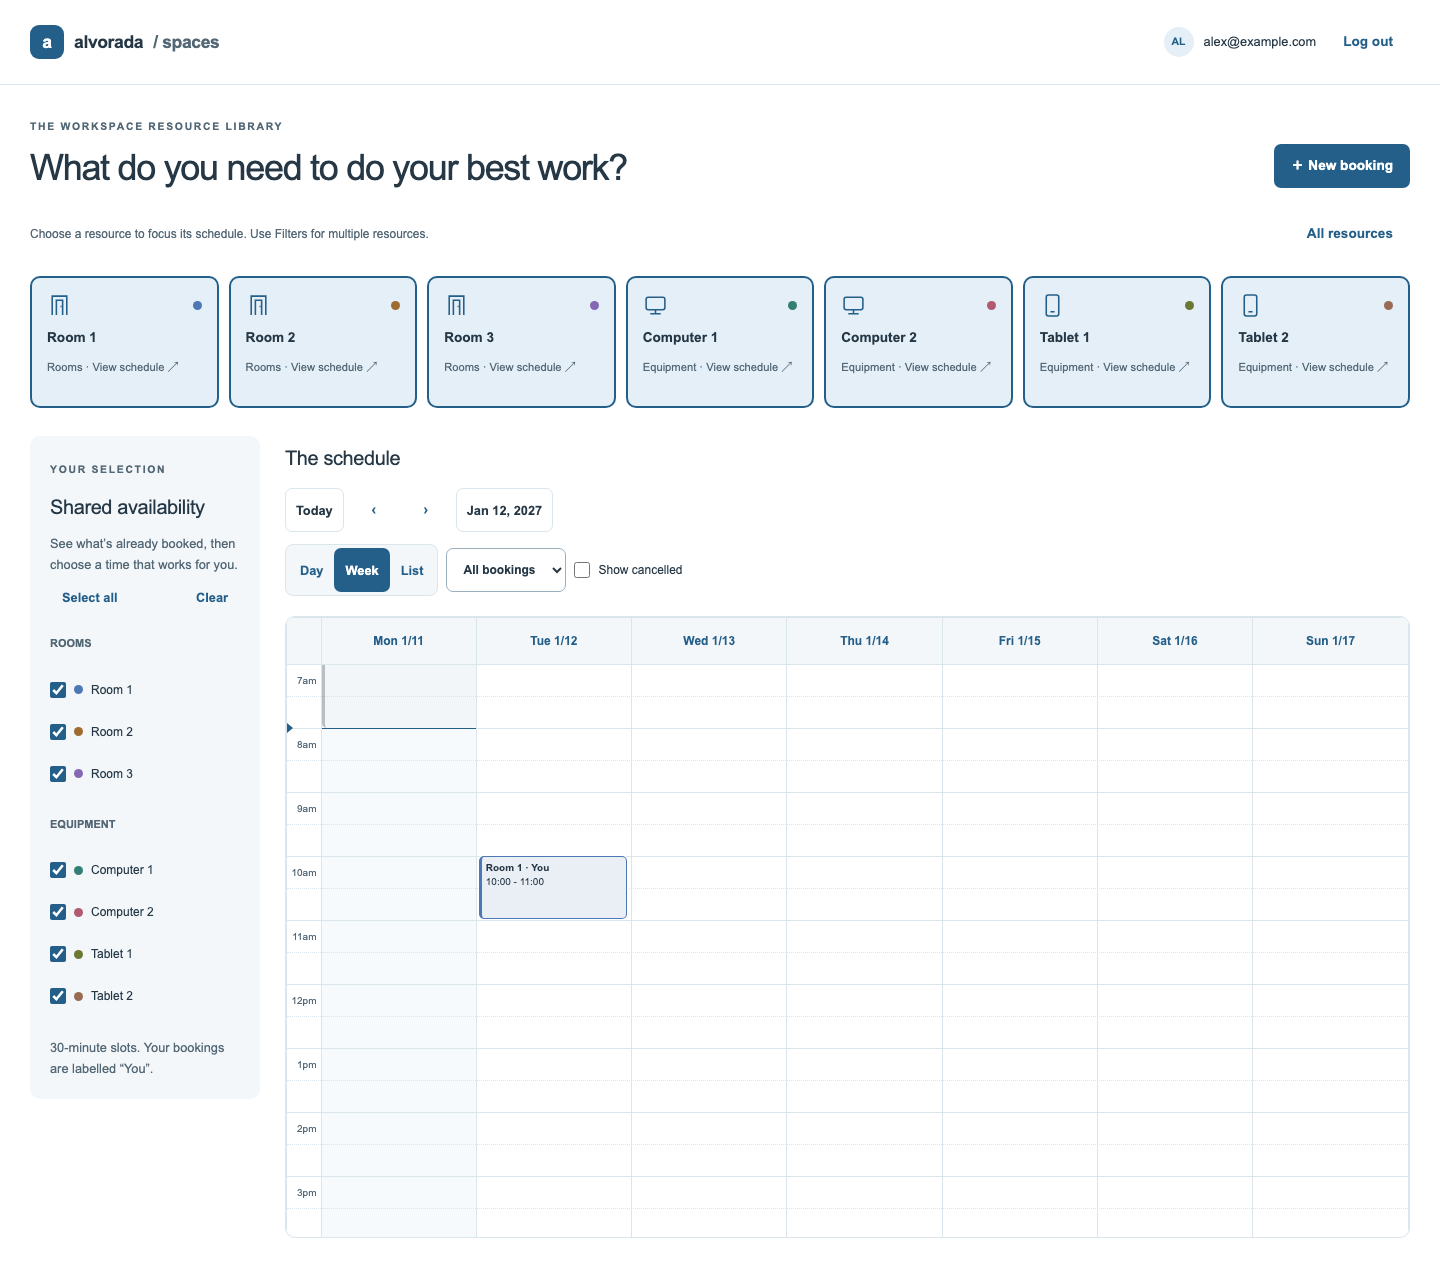 a alvorada / spaces
AL alex@example.com Log out
THE WORKSPACE RESOURCE LIBRARY
What do you need to do your best work?
+ New booking
Choose a resource to focus its schedule. Use Filters for multiple resources.
All resources
Room 1
Rooms · View schedule ↗
Room 2
Rooms · View schedule ↗
Room 3
Rooms · View schedule ↗
Computer 1
Equipment · View schedule ↗
Computer 2
Equipment · View schedule ↗
Tablet 1
Equipment · View schedule ↗
Tablet 2
Equipment · View schedule ↗
YOUR SELECTION
Shared availability
See what’s already booked, then
choose a time that works for you.
Select all Clear
ROOMS
Room 1
Room 2
Room 3
EQUIPMENT
Computer 1
Computer 2
Tablet 1
Tablet 2
30-minute slots. Your bookings
are labelled “You”.
The schedule
Today ‹ › Jan 12, 2027
Day Week List All bookings Show cancelled
Mon 1/11 Tue 1/12 Wed 1/13 Thu 1/14 Fri 1/15 Sat 1/16 Sun 1/17
7am
8am
9am
10am
Room 1 · You
10:00 - 11:00
11am
12pm
1pm
2pm
3pm